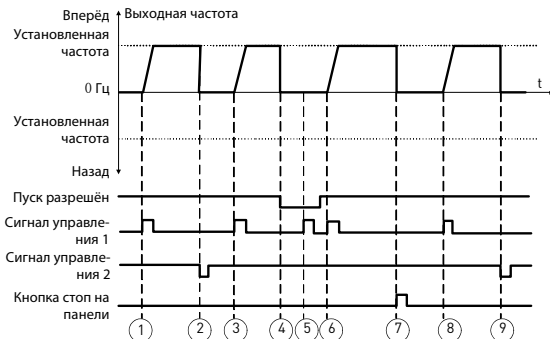 Вперёд
Выходная частота
Установленная
частота
0 Гц
t
Установленная
частота
Назад
Пуск разрешён
Сигнал управле-
ния 1
Сигнал управле-
ния 2
Кнопка стоп на
панели
1 2 3 4 5 6 7 8 9